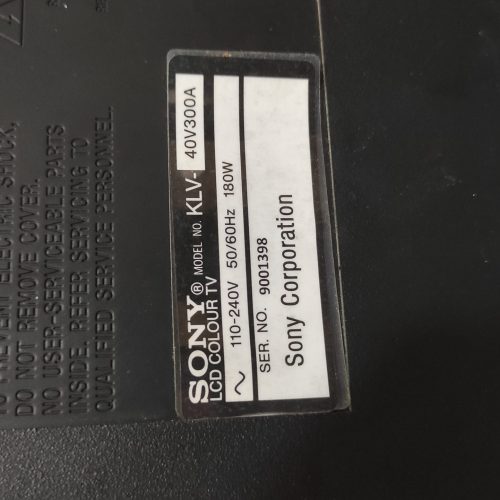 SONY® MODEL NO. KLV- 40V300A
LCD COLOUR TV
110-240V 50/60Hz 180W
SER. NO. 9001398
Sony Corporation
PREVENT ELECTRIC SHOCK,
DO NOT REMOVE COVER.
NO USER-SERVICEABLE PARTS
INSIDE. REFER SERVICING TO
QUALIFIED SERVICE PERSONNEL.